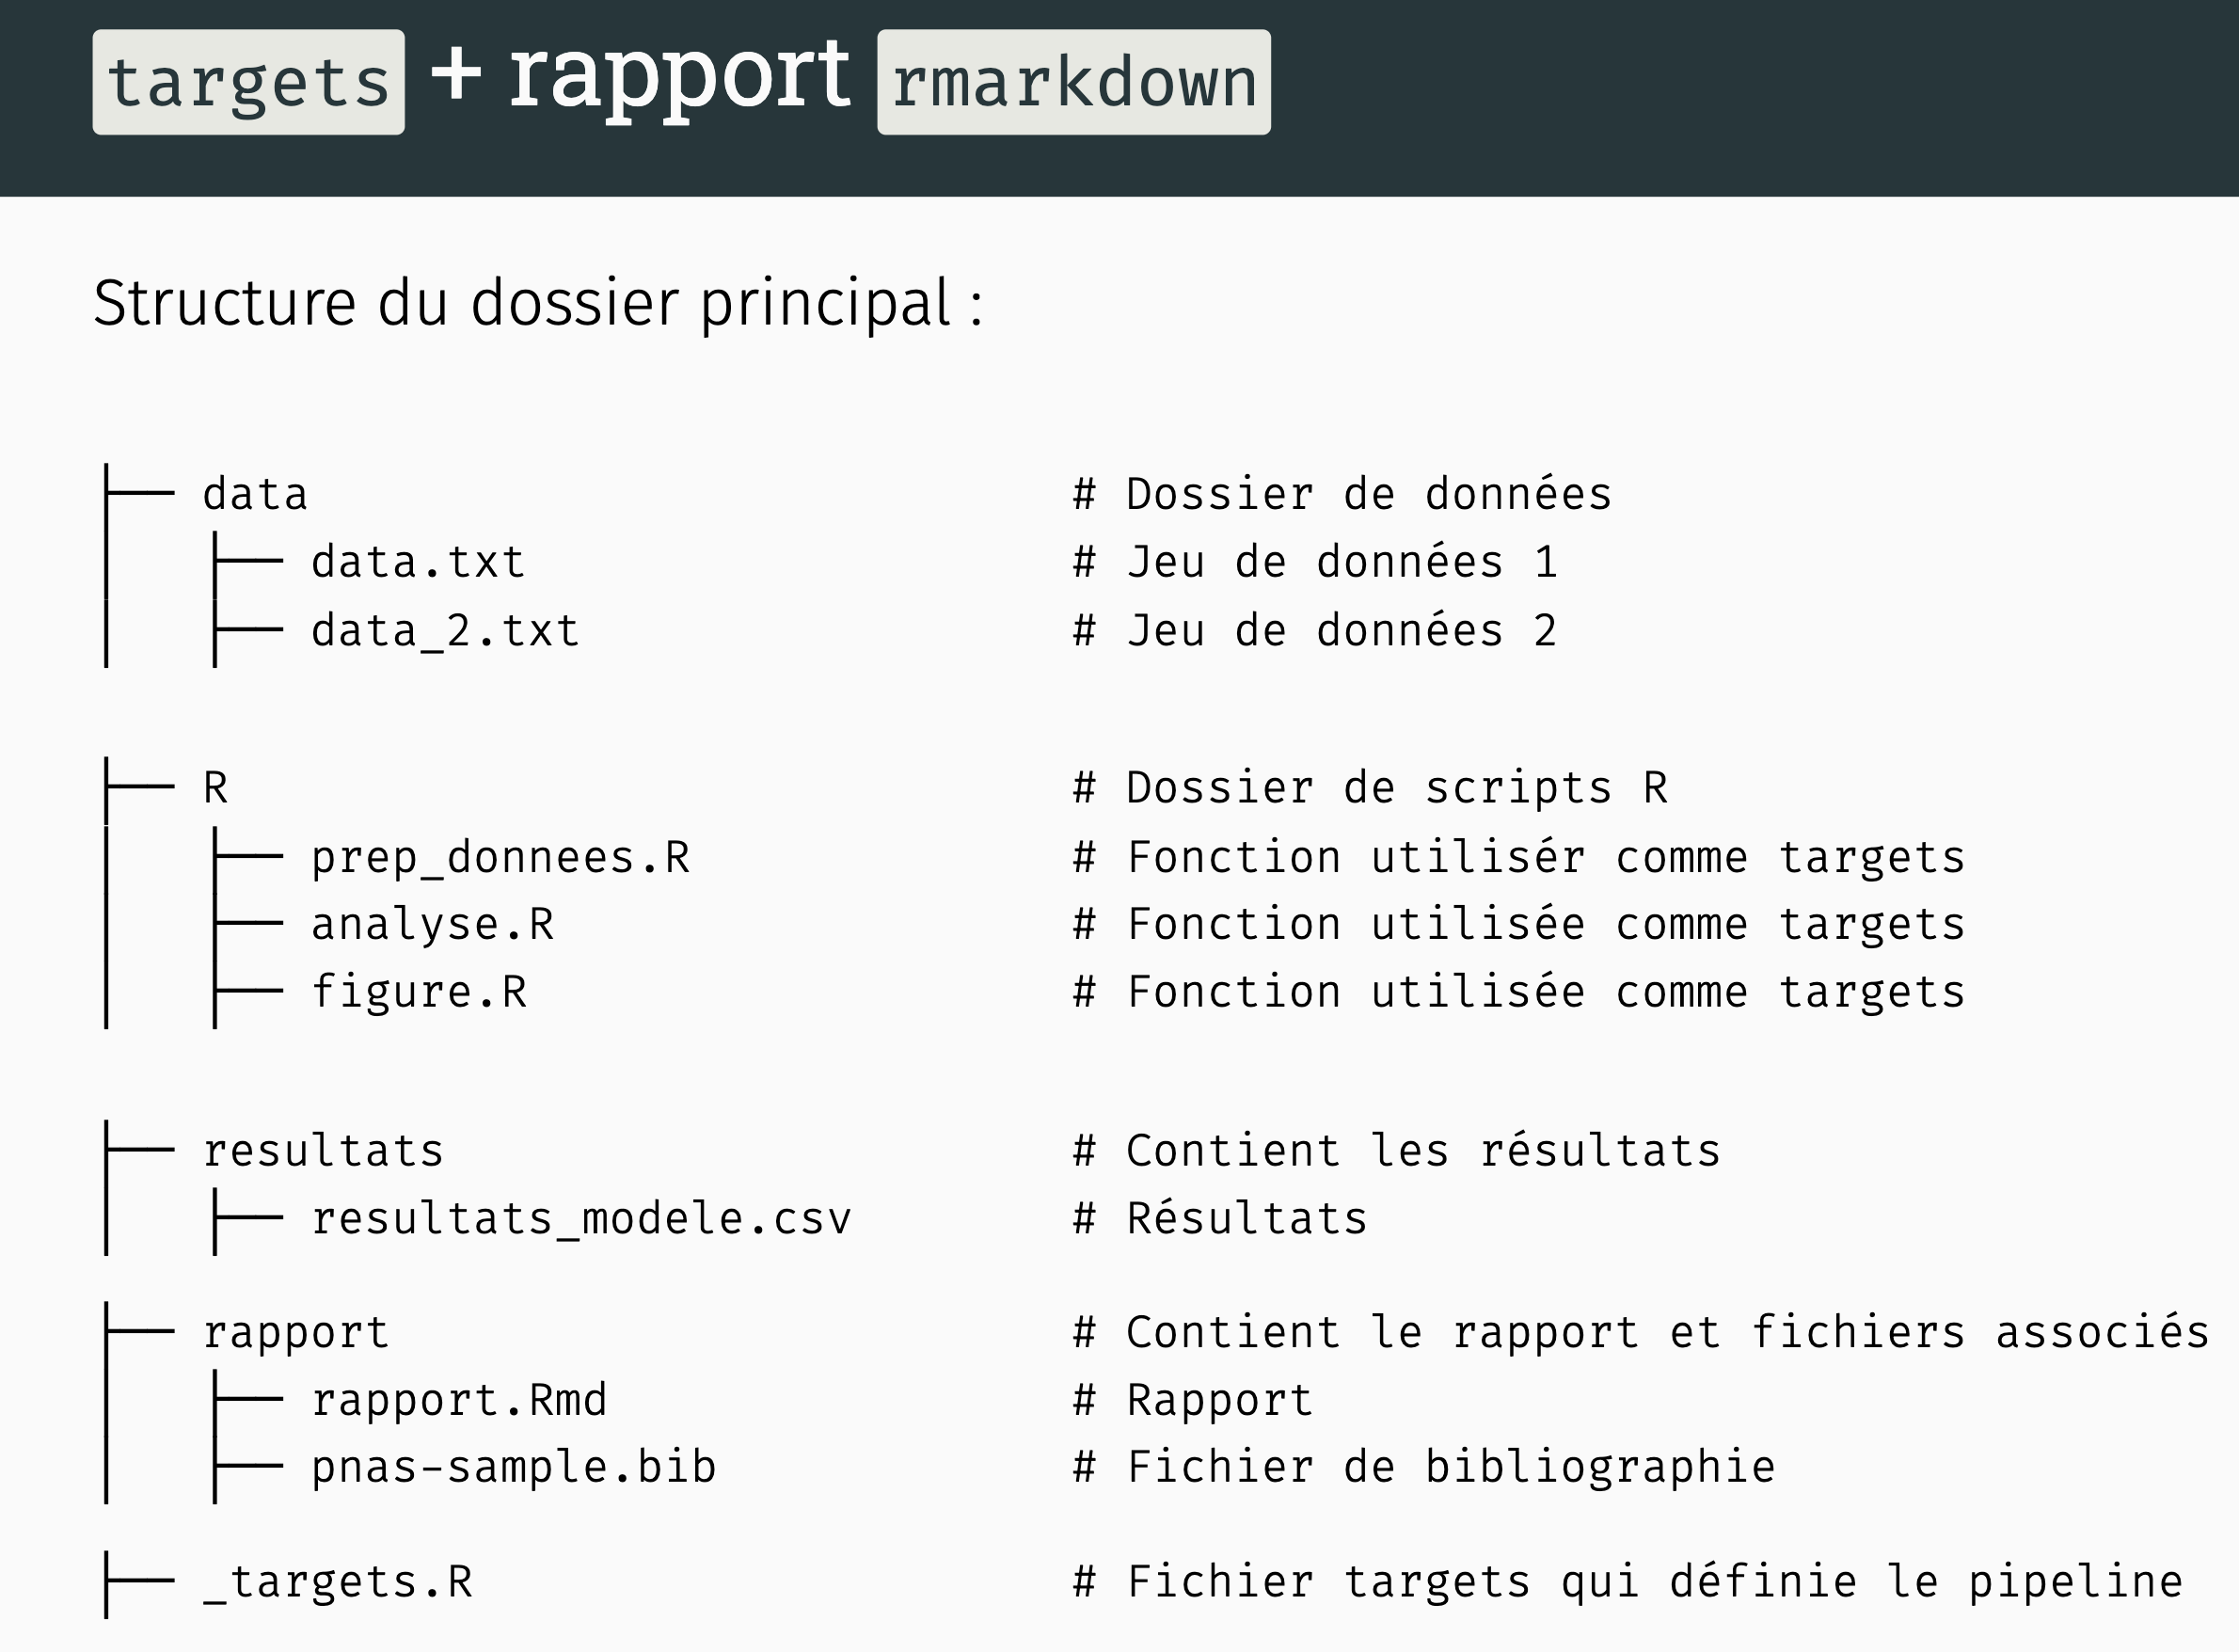 targets + rapport rmarkdown
Structure du dossier principal :
├── data # Dossier de données
│   ├── data.txt # Jeu de données 1
│   ├── data_2.txt # Jeu de données 2
├── R # Dossier de scripts R
│   ├── prep_donnees.R # Fonction utilisér comme targets
│   ├── analyse.R # Fonction utilisée comme targets
│   ├── figure.R # Fonction utilisée comme targets
├── resultats # Contient les résultats
│   ├── resultats_modele.csv # Résultats
├── rapport # Contient le rapport et fichiers associés
│   ├── rapport.Rmd # Rapport
│   ├── pnas-sample.bib # Fichier de bibliographie
├── _targets.R # Fichier targets qui définie le pipeline